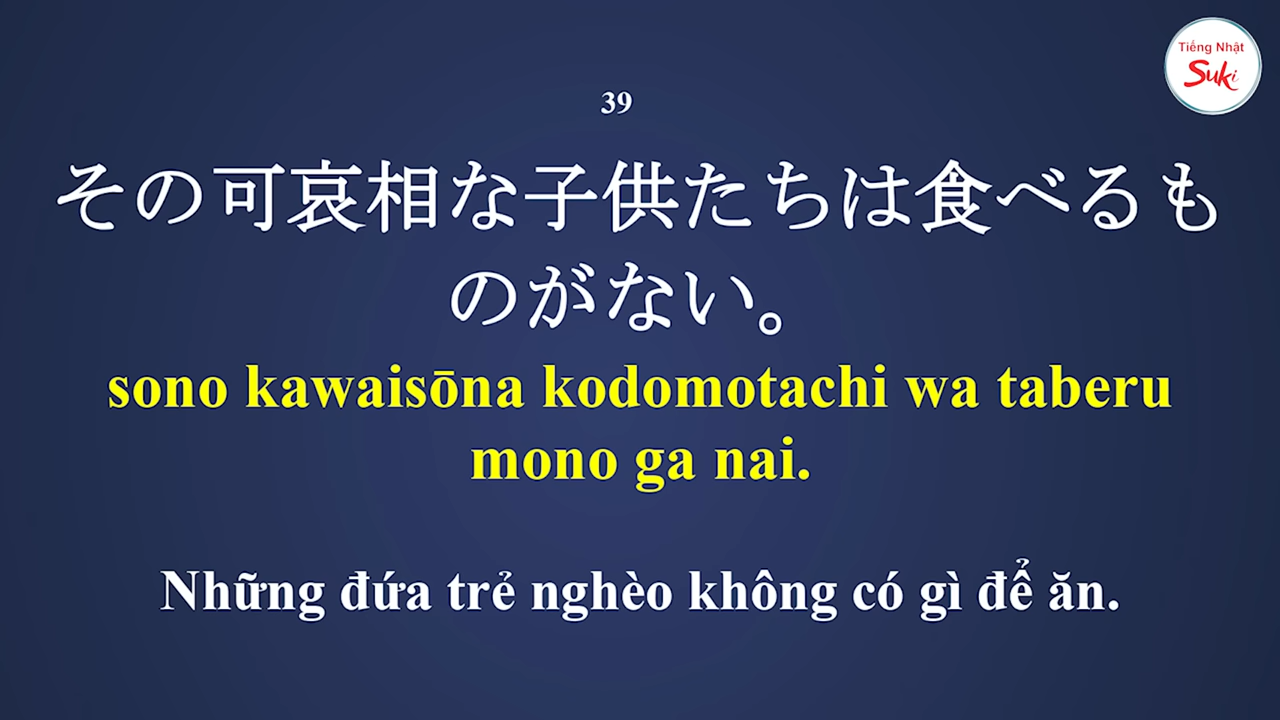 Tiếng Nhật
Suki
39
その可哀相な子供たちは食べるも
のがない。
sono kawaisōna kodomotachi wa taberu
mono ga nai.
Những đứa trẻ nghèo không có gì để ăn.